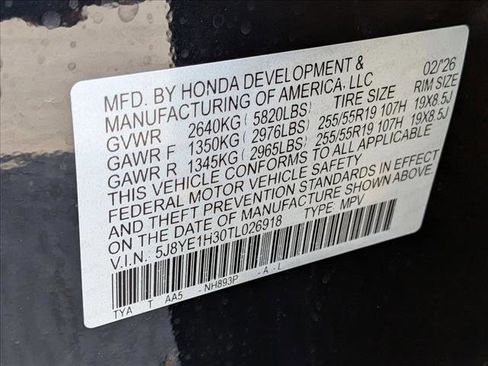 MFD. BY HONDA DEVELOPMENT & 02/26
MANUFACTURING OF AMERICA, LLC
GVWR 2640KG (5820LBS) TIRE SIZE RIM SIZE
GAWR F 1350KG (2976LBS) 255/55R19 107H 19X8.5J
GAWR R 1345KG (2965LBS) 255/55R19 107H 19X8.5J
THIS VEHICLE CONFORMS TO ALL APPLICABLE
FEDERAL MOTOR VEHICLE SAFETY
AND THEFT PREVENTION STANDARDS IN EFFECT
ON THE DATE OF MANUFACTURE SHOWN ABOVE.
V.I.N.: 5J8YE1H30TL026918 TYPE: MPV
TYA T AA5 - NH893P - A - L